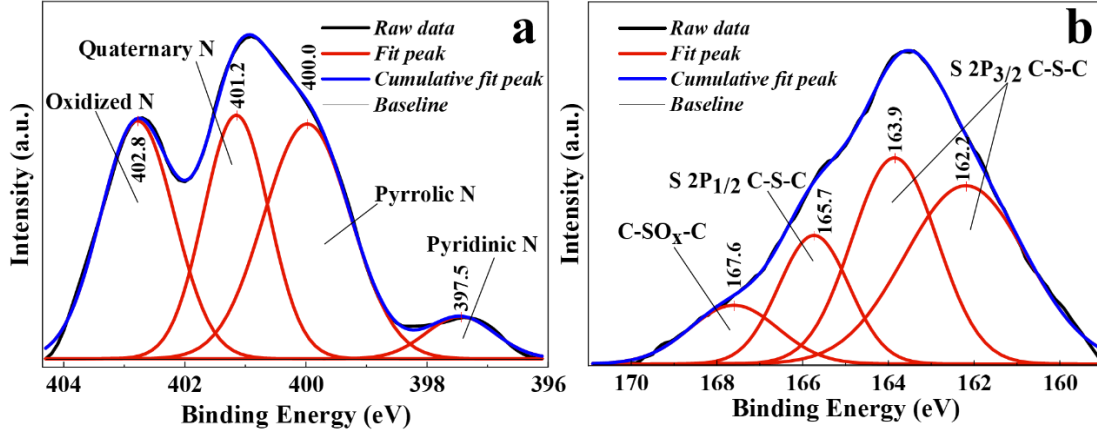 a
Raw data
Fit peak
Cumulative fit peak
Baseline
Oxidized N
Quaternary N
Pyrrolic N
Pyridinic N
402.8
401.2
400.0
397.5
Intensity (a.u.)
404
402
400
398
396
Binding Energy (eV)
b
Raw data
Fit peak
Cumulative fit peak
Baseline
S 2P3/2 C-S-C
S 2P1/2 C-S-C
C-SOx-C
167.6
165.7
163.9
162.2
Intensity (a.u.)
170
168
166
164
162
160
Binding Energy (eV)